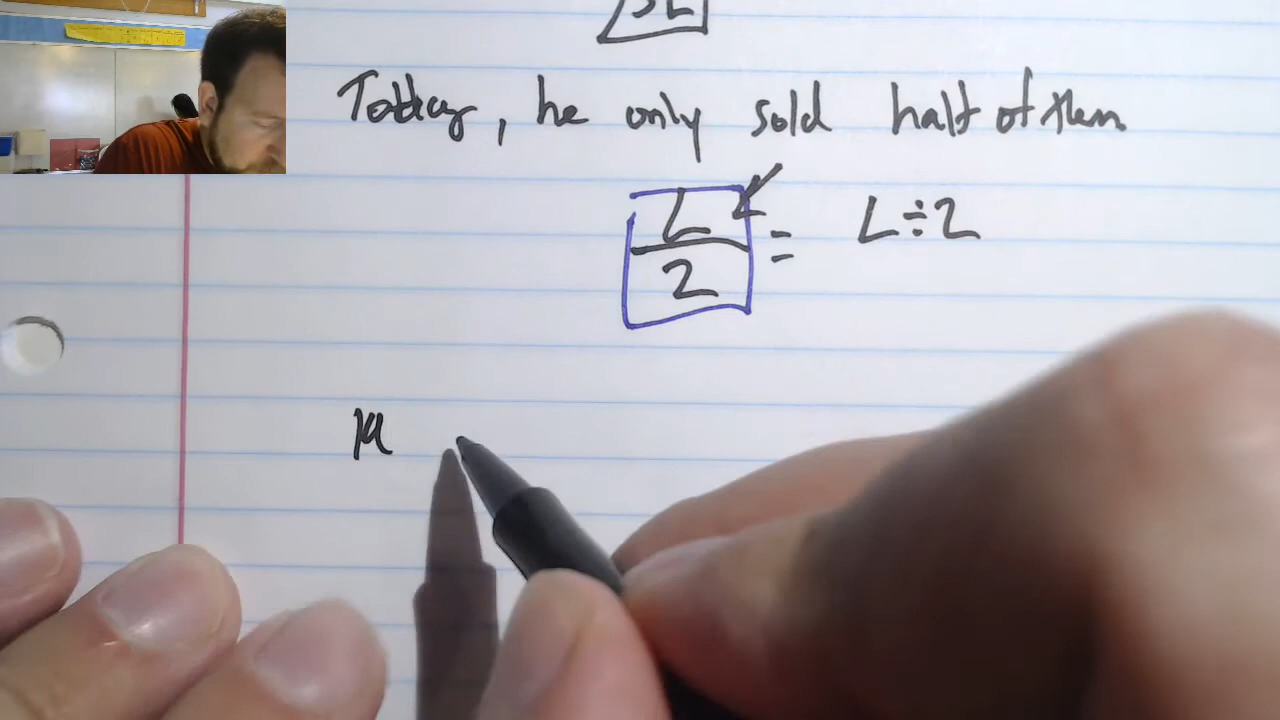 Today, he only sold half of them
L/2 = L÷2